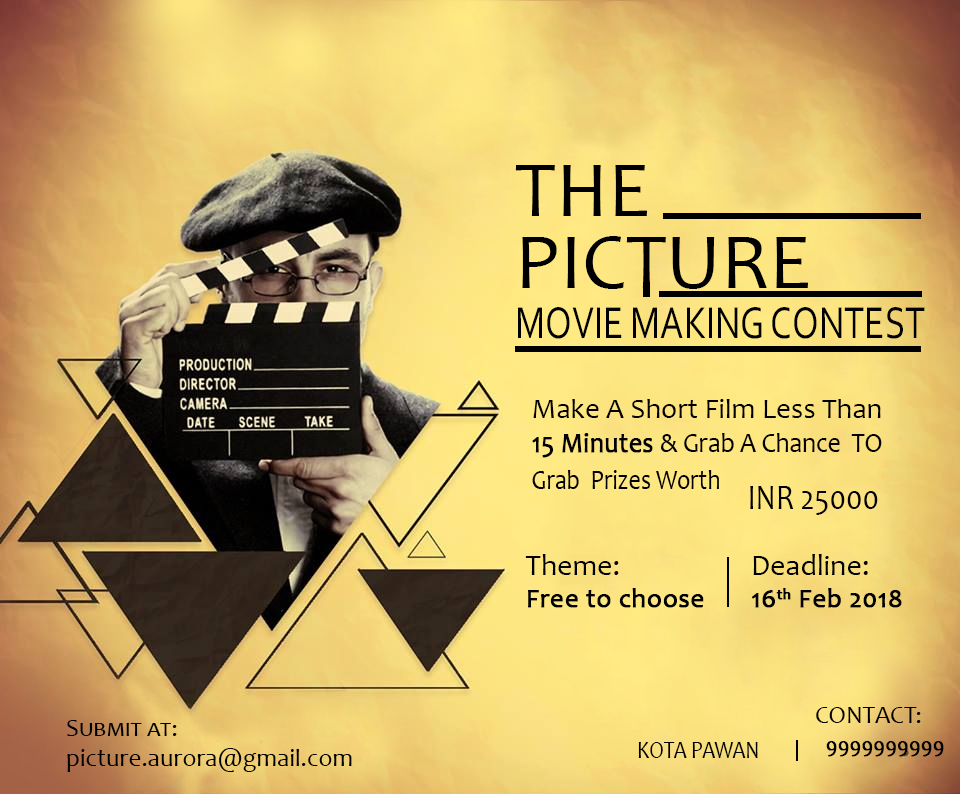 THE
PICTURE
MOVIE MAKING CONTEST
PRODUCTION
DIRECTOR
CAMERA
DATE SCENE TAKE
Make A Short Film Less Than
15 Minutes & Grab A Chance TO
Grab Prizes Worth
INR 25000
Theme:
Free to choose
Deadline:
16th Feb 2018
SUBMIT AT:
picture.aurora@gmail.com
CONTACT:
KOTA PAWAN | 9999999999